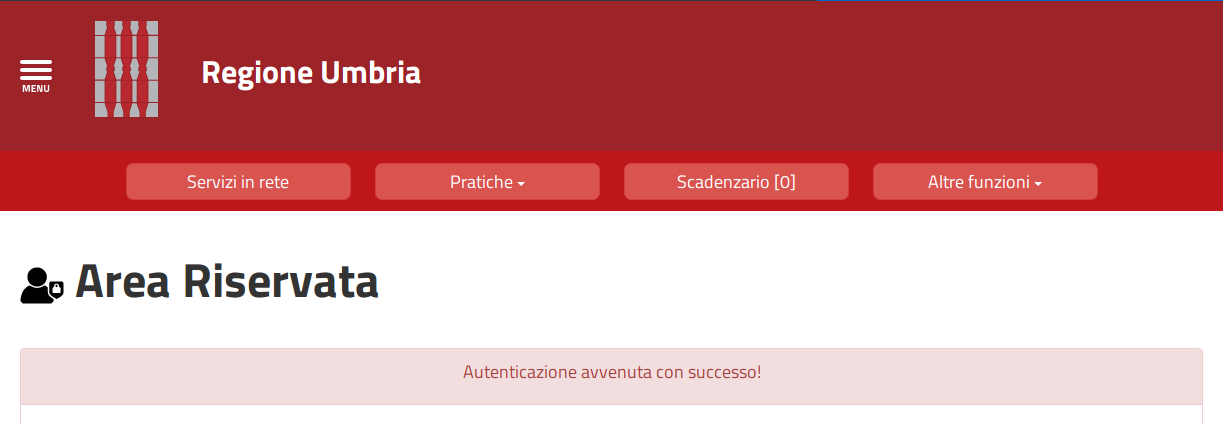 Regione Umbria
MENU
Servizi in rete
Pratiche
Scadenzario [0]
Altre funzioni
Area Riservata
Autenticazione avvenuta con successo!